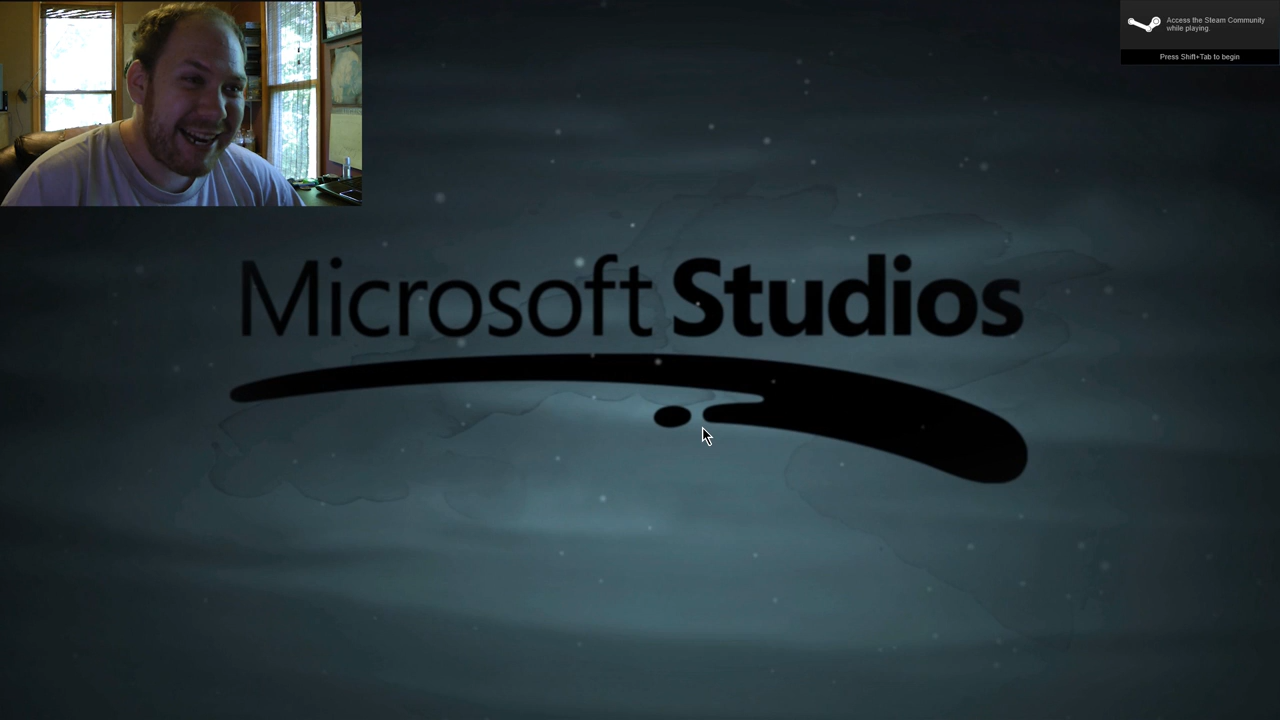 Access the Steam Community
while playing.
Press Shift+Tab to begin
Microsoft Studios